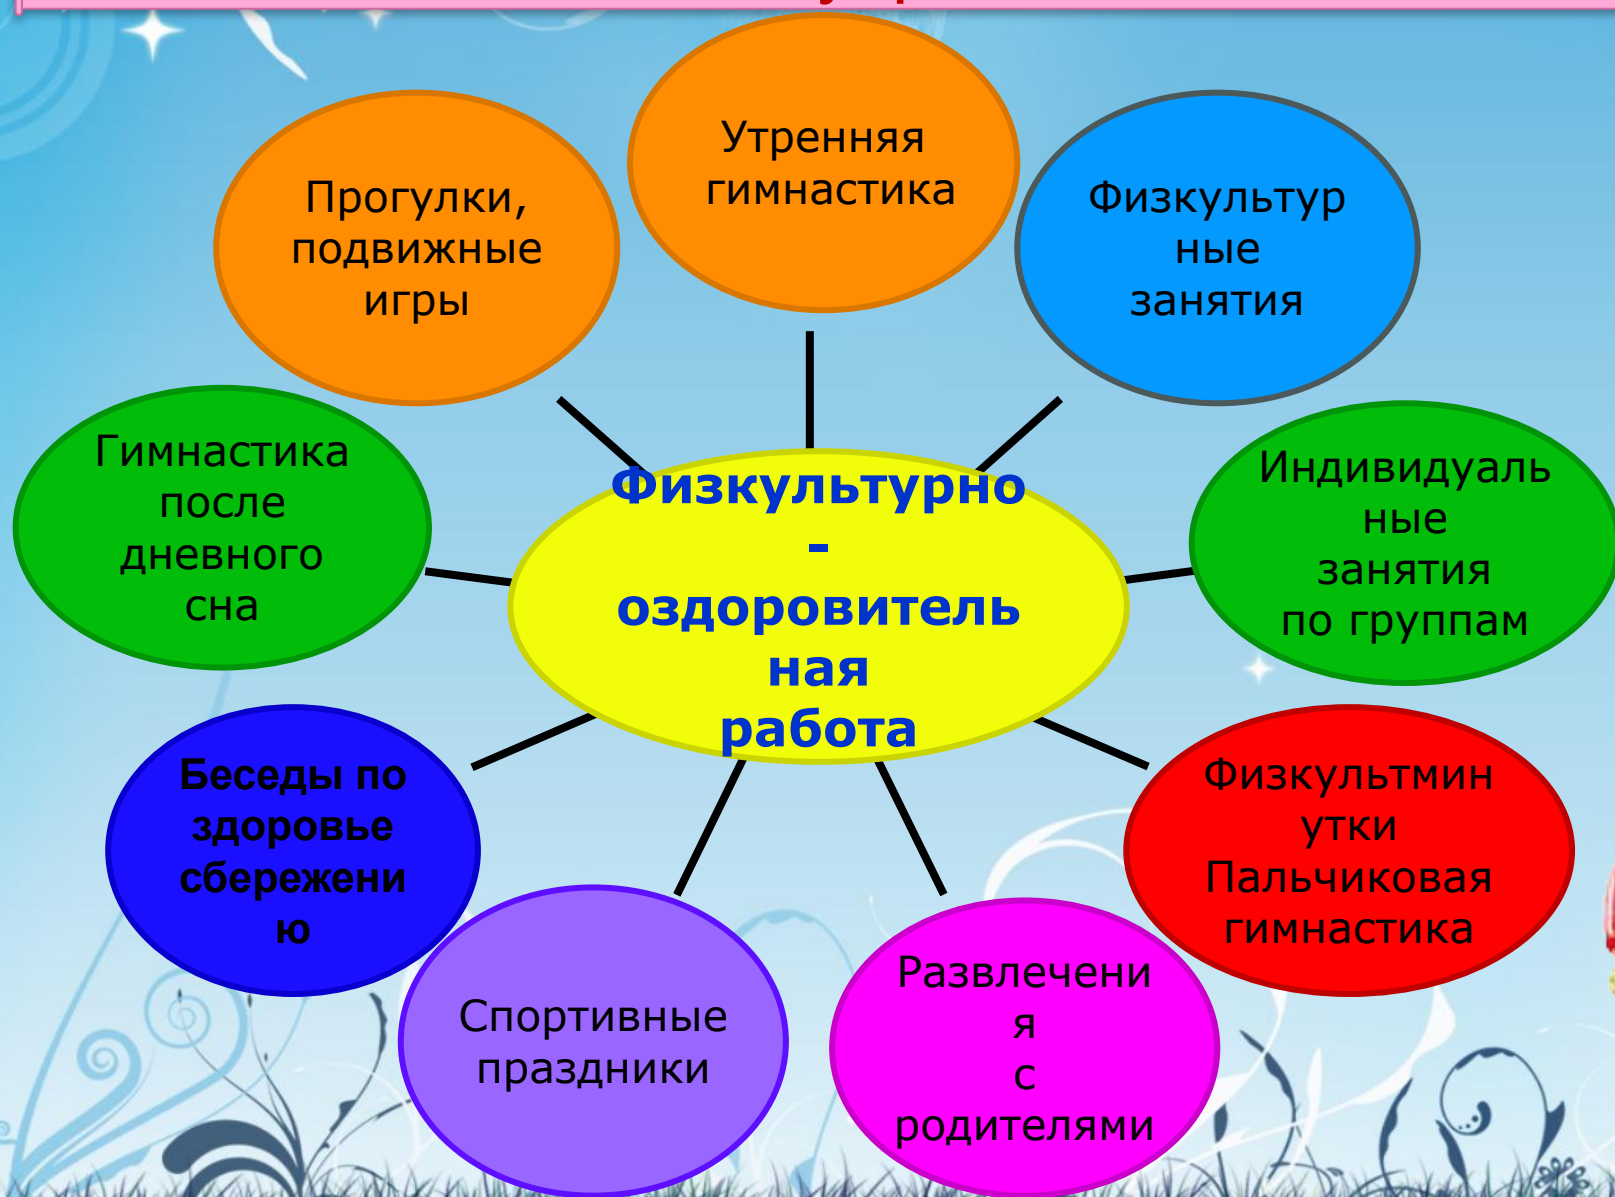 Утренняя
гимнастика
Прогулки,
подвижные
игры
Физкультур
ные
занятия
Гимнастика
после
дневного
сна
Физкультурно
-
оздоровитель
ная
работа
Индивидуаль
ные
занятия
по группам
Беседы по
здоровье
сбережени
ю
Физкультмин
утки
Пальчиковая
гимнастика
Спортивные
праздники
Развлечени
я
с
родителями